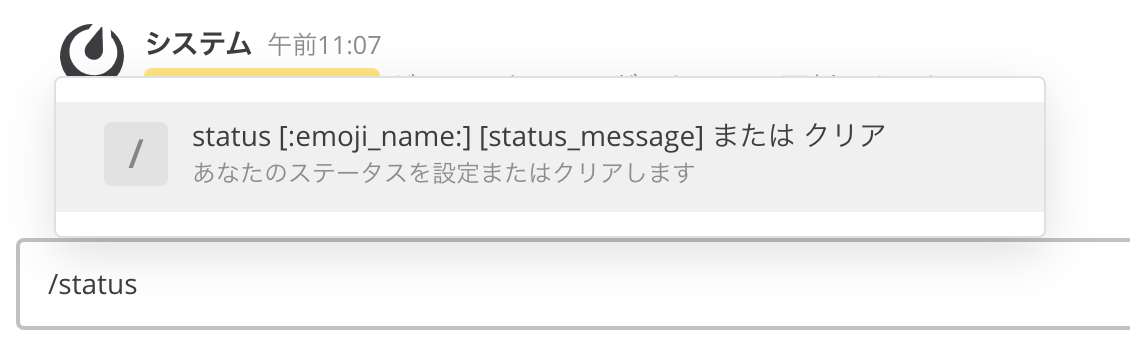 システム 午前11:07
/
status [:emoji_name:] [status_message] または クリア
あなたのステータスを設定またはクリアします
/status